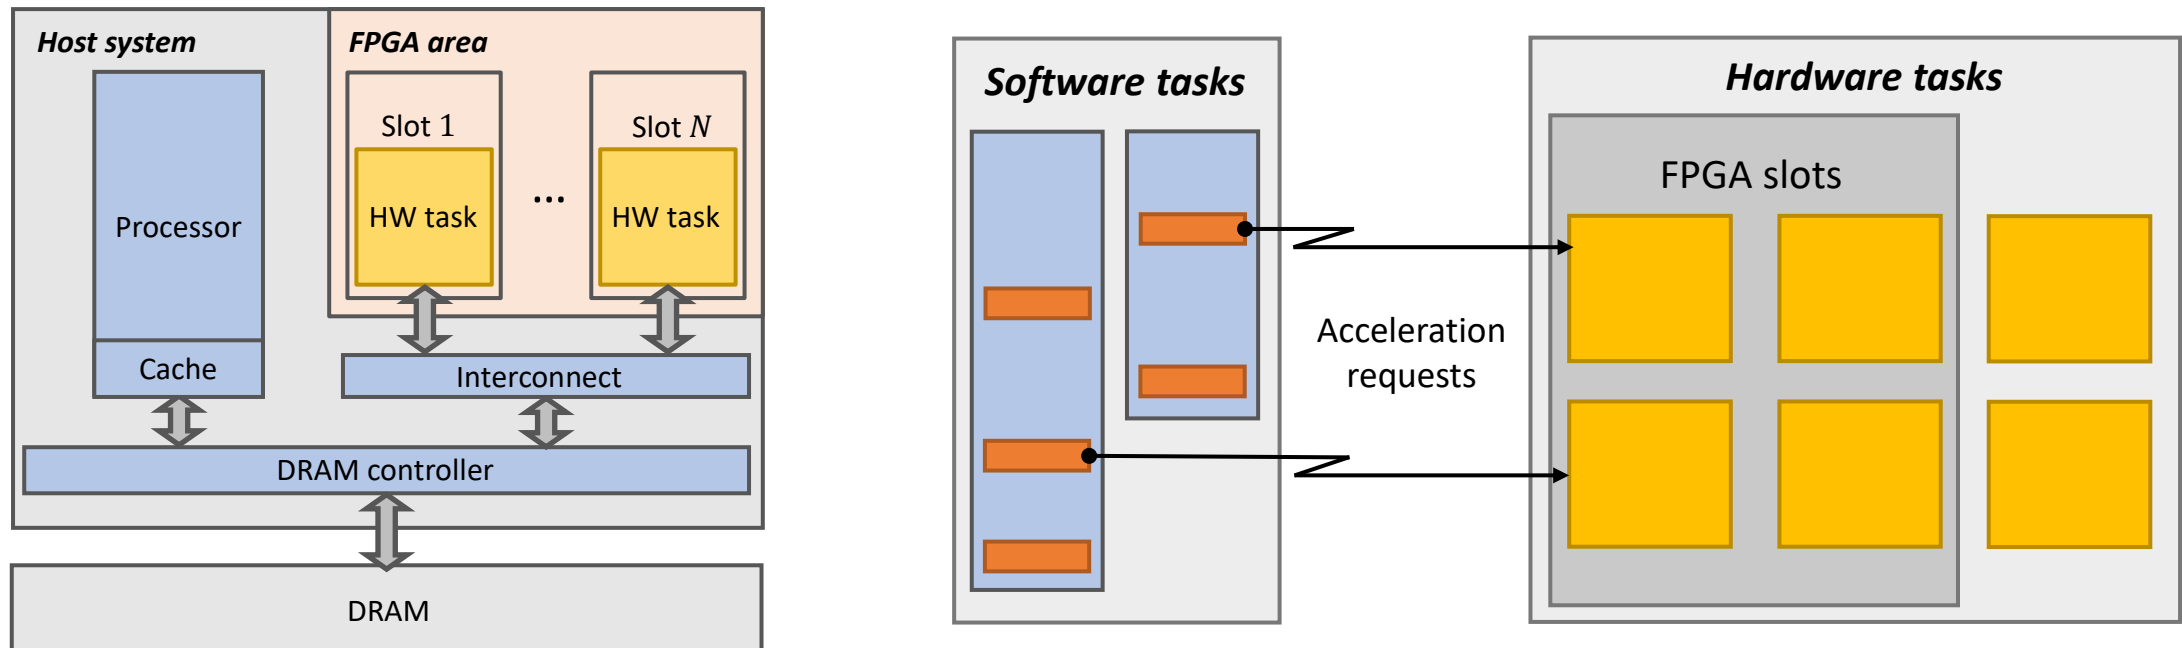 Host system
FPGA area
Slot 1
Slot N
Processor
HW task
...
HW task
Cache
Interconnect
DRAM controller
DRAM
Software tasks
Acceleration
requests
Hardware tasks
FPGA slots